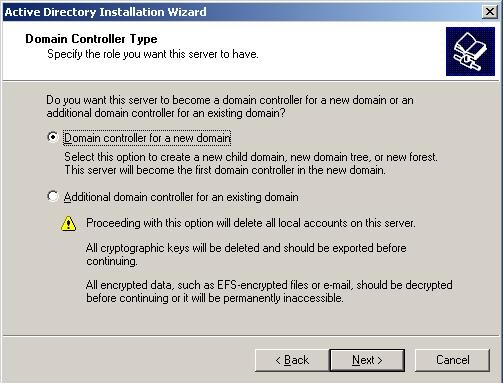 Active Directory Installation Wizard
Domain Controller Type
Specify the role you want this server to have.
Do you want this server to become a domain controller for a new domain or an
additional domain controller for an existing domain?
Domain controller for a new domain
Select this option to create a new child domain, new domain tree, or new forest.
This server will become the first domain controller in the new domain.
Additional domain controller for an existing domain
Proceeding with this option will delete all local accounts on this server.
All cryptographic keys will be deleted and should be exported before
continuing.
All encrypted data, such as EFS-encrypted files or e-mail, should be decrypted
before continuing or it will be permanently inaccessible.
< Back
Next >
Cancel